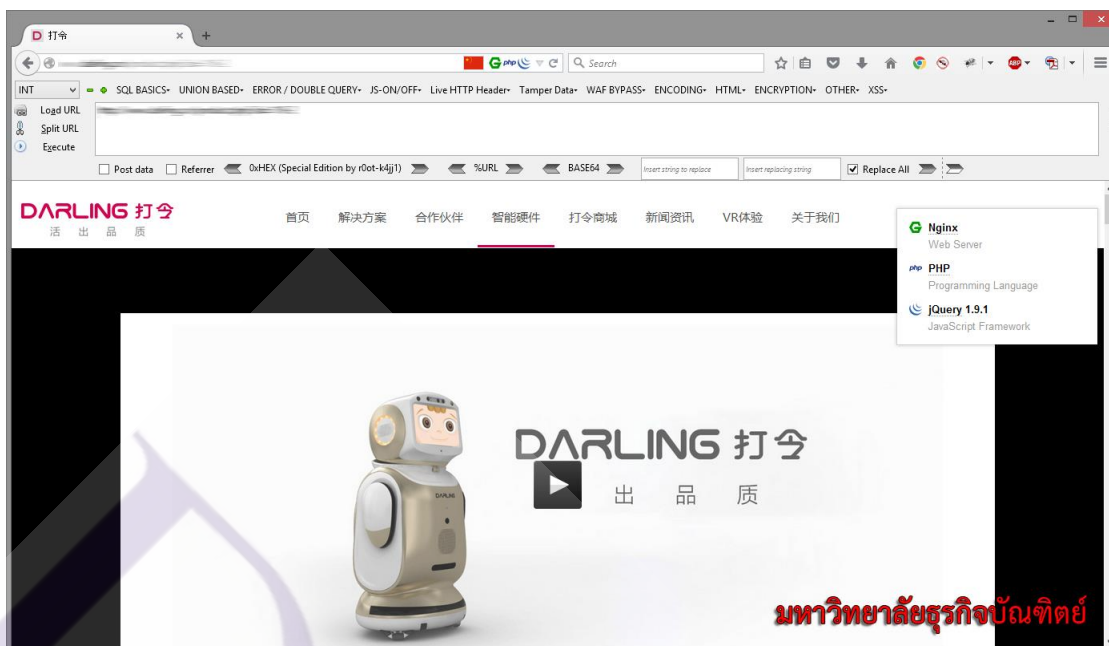 D 打令 × +
G php Search ABP
INT SQL BASICS UNION BASED ERROR / DOUBLE QUERY JS-ON/OFF Live HTTP Header Tamper Data WAF BYPASS ENCODING HTML ENCRYPTION OTHER XSS
Load URL
Split URL
Execute
Post data Referrer 0xHEX (Special Edition by r0ot-k4jj1) %URL BASE64 Insert string to replace Insert replacing string Replace All
DARLING 打令
活 出 品 质
首页 解决方案 合作伙伴 智能硬件 打令商城 新闻资讯 VR体验 关于我们
G Nginx
Web Server
php PHP
Programming Language
jQuery 1.9.1
JavaScript Framework
DARLING 打令
出 品 质
DARLING
มหาวิทยาลัยธุรกิจบัณฑิตย์